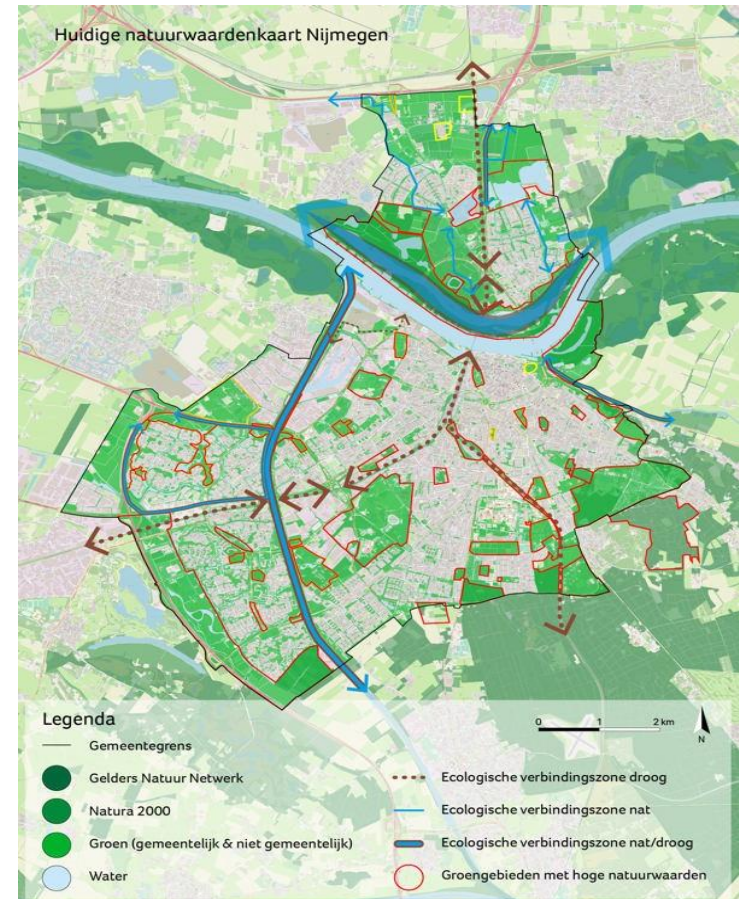 Huidige natuurwaardenkaart Nijmegen
Legenda
Gemeentegrens
Gelders Natuur Netwerk
Natura 2000
Groen (gemeentelijk & niet gemeentelijk)
Water
0 1 2 km
N
Ecologische verbindingszone droog
Ecologische verbindingszone nat
Ecologische verbindingszone nat/droog
Groengebieden met hoge natuurwaarden